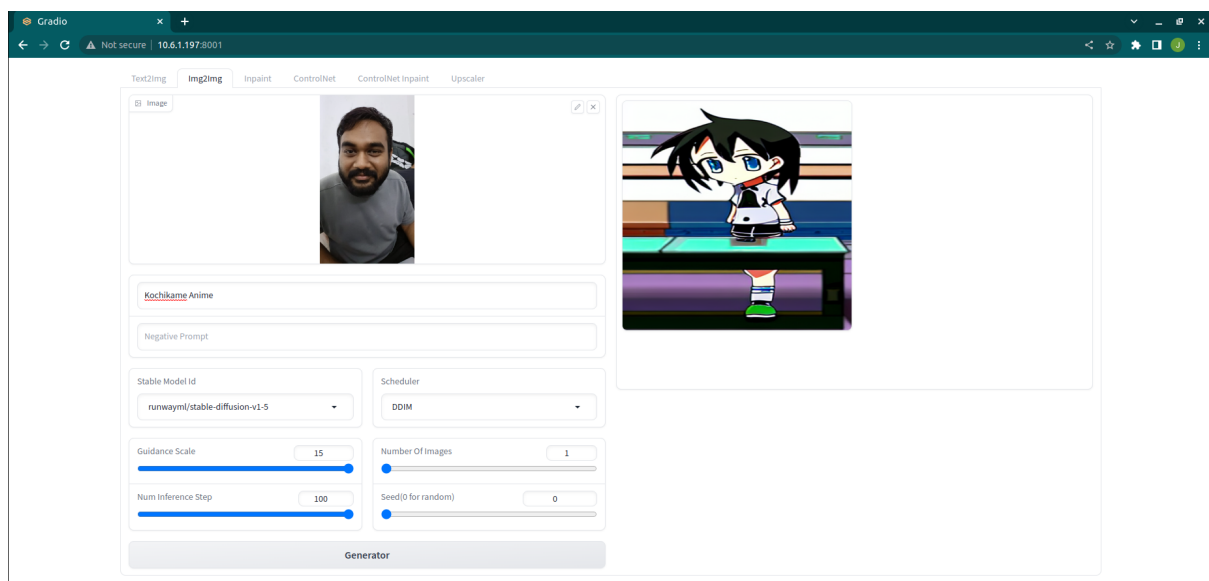 Gradio
Not secure | 10.6.1.197:8001
J
Text2Img Img2Img Inpaint ControlNet ControlNet Inpaint Upscaler
Image
Kochikame Anime
Negative Prompt
Stable Model Id Scheduler
runwayml/stable-diffusion-v1-5 DDIM
Guidance Scale 15 Number Of Images 1
Num Inference Step 100 Seed(0 for random) 0
Generator